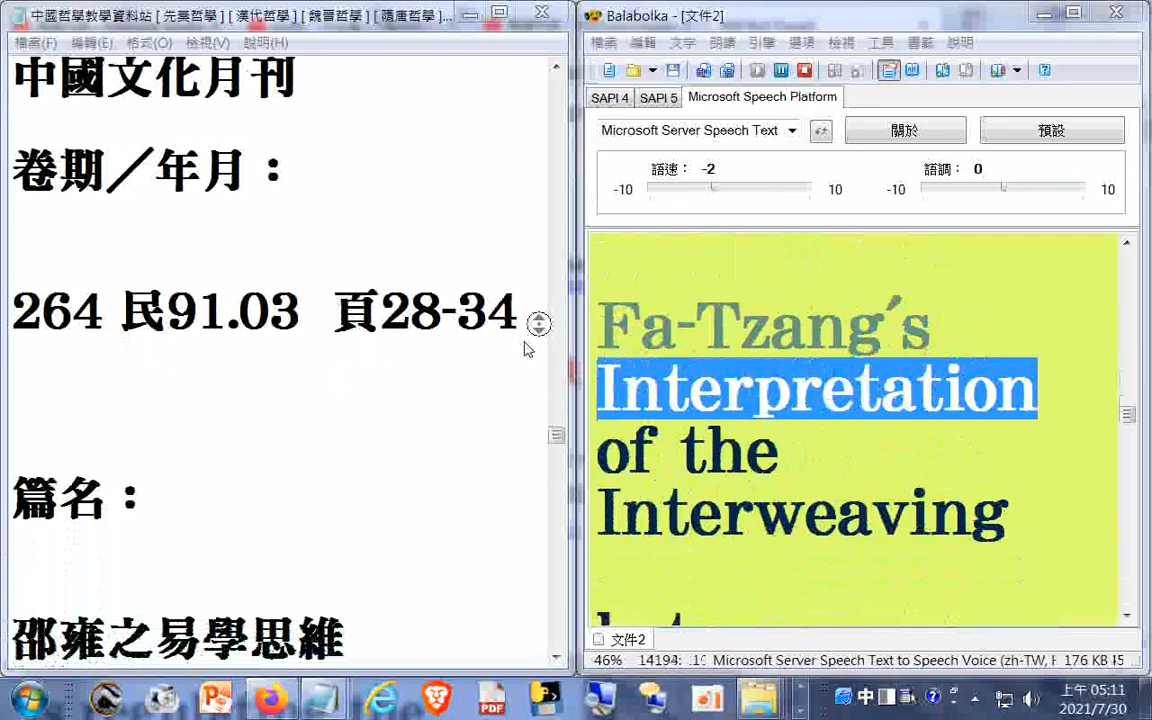 中國哲學教學資料站 [ 先秦哲學 ] [ 漢代哲學 ] [ 魏晉哲學 ] [ 隋唐哲學 ]...
檔案(F) 編輯(E) 格式(O) 檢視(V) 說明(H)
中國文化月刊
卷期／年月：
264 民91.03 頁28-34
篇名：
邵雍之易學思維
Balabolka - [文件2]
檔案 編輯 文字 朗讀 引擎 選項 檢視 工具 書籤 說明
SAPI 4 SAPI 5 Microsoft Speech Platform
Microsoft Server Speech Text 關於 預設
語速： -2 語調： 0
-10 10 -10 10
Fa-Tzang′s
Interpretation
of the
Interweaving
文件2
46% 14194: Microsoft Server Speech Text to Speech Voice (zh-TW, 176 KB
PDF
中
上午 05:11
2021/7/30